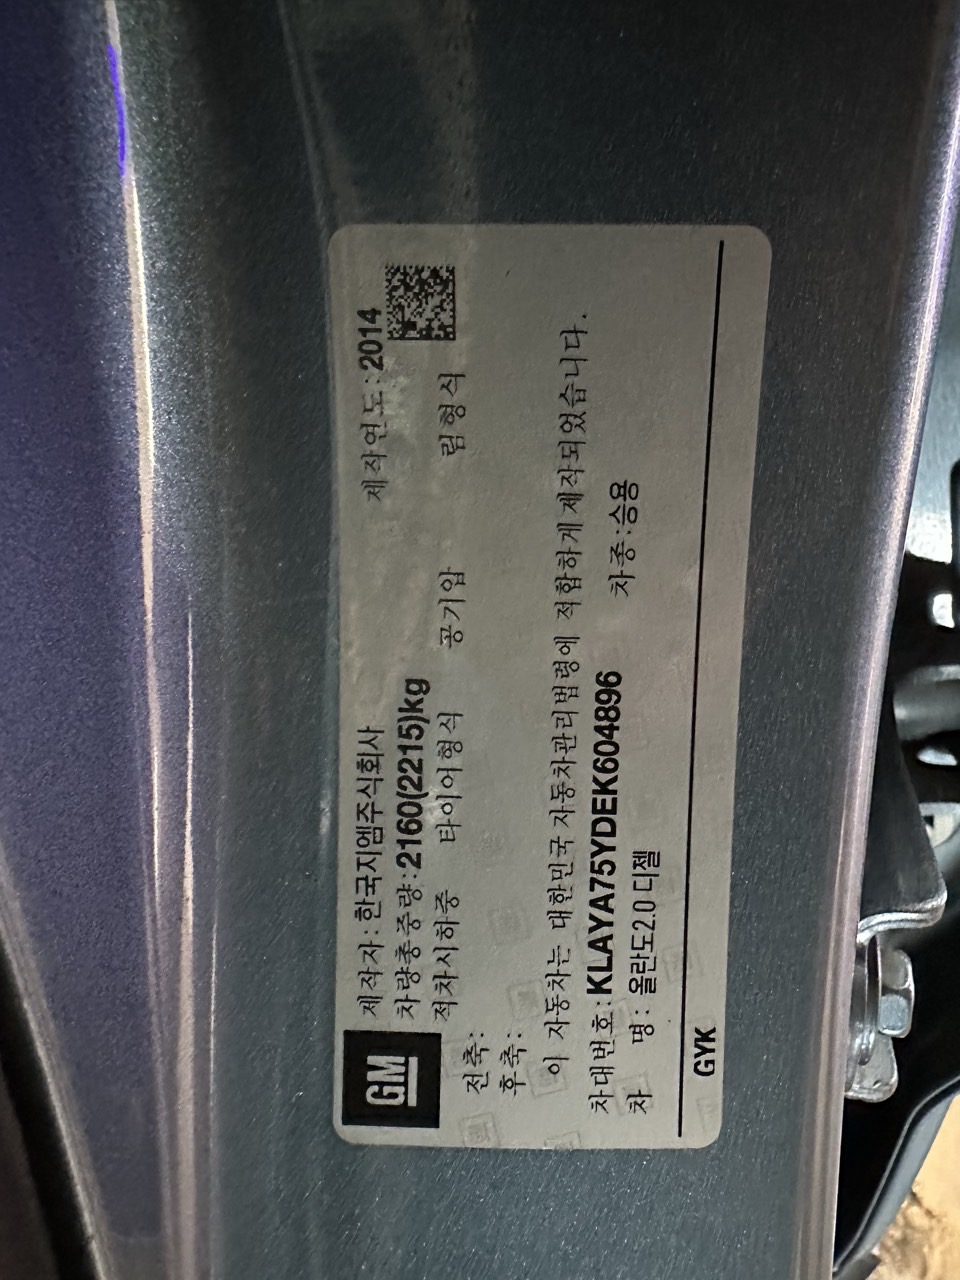 GM
제작자:한국지엠주식회사 제작연도:2014
차량총중량:2160(2215)kg
적차시하중 타이어형식 공기압 림형식
전축:
후축:
이 자동차는 대한민국 자동차관리법령에 적합하게 제작되었습니다.
차대번호:KLAYA75YDEK604896 차종:승용
차 명: 올란도2.0 디젤
GYK